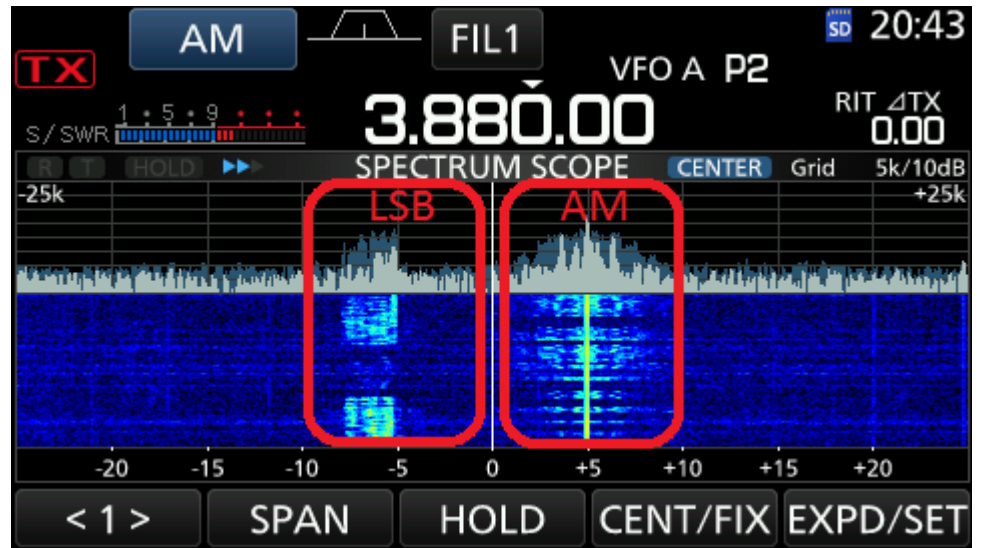 AM FIL1 SD 20:43
TX VFO A P2
1 • 5 • 9 RIT ⊿TX
S/SWR 3.880.00 0.00
R T HOLD SPECTRUM SCOPE CENTER Grid 5k/10dB
-25k LSB AM +25k
-20 -15 -10 -5 0 +5 +10 +15 +20
< 1 > SPAN HOLD CENT/FIX EXPD/SET